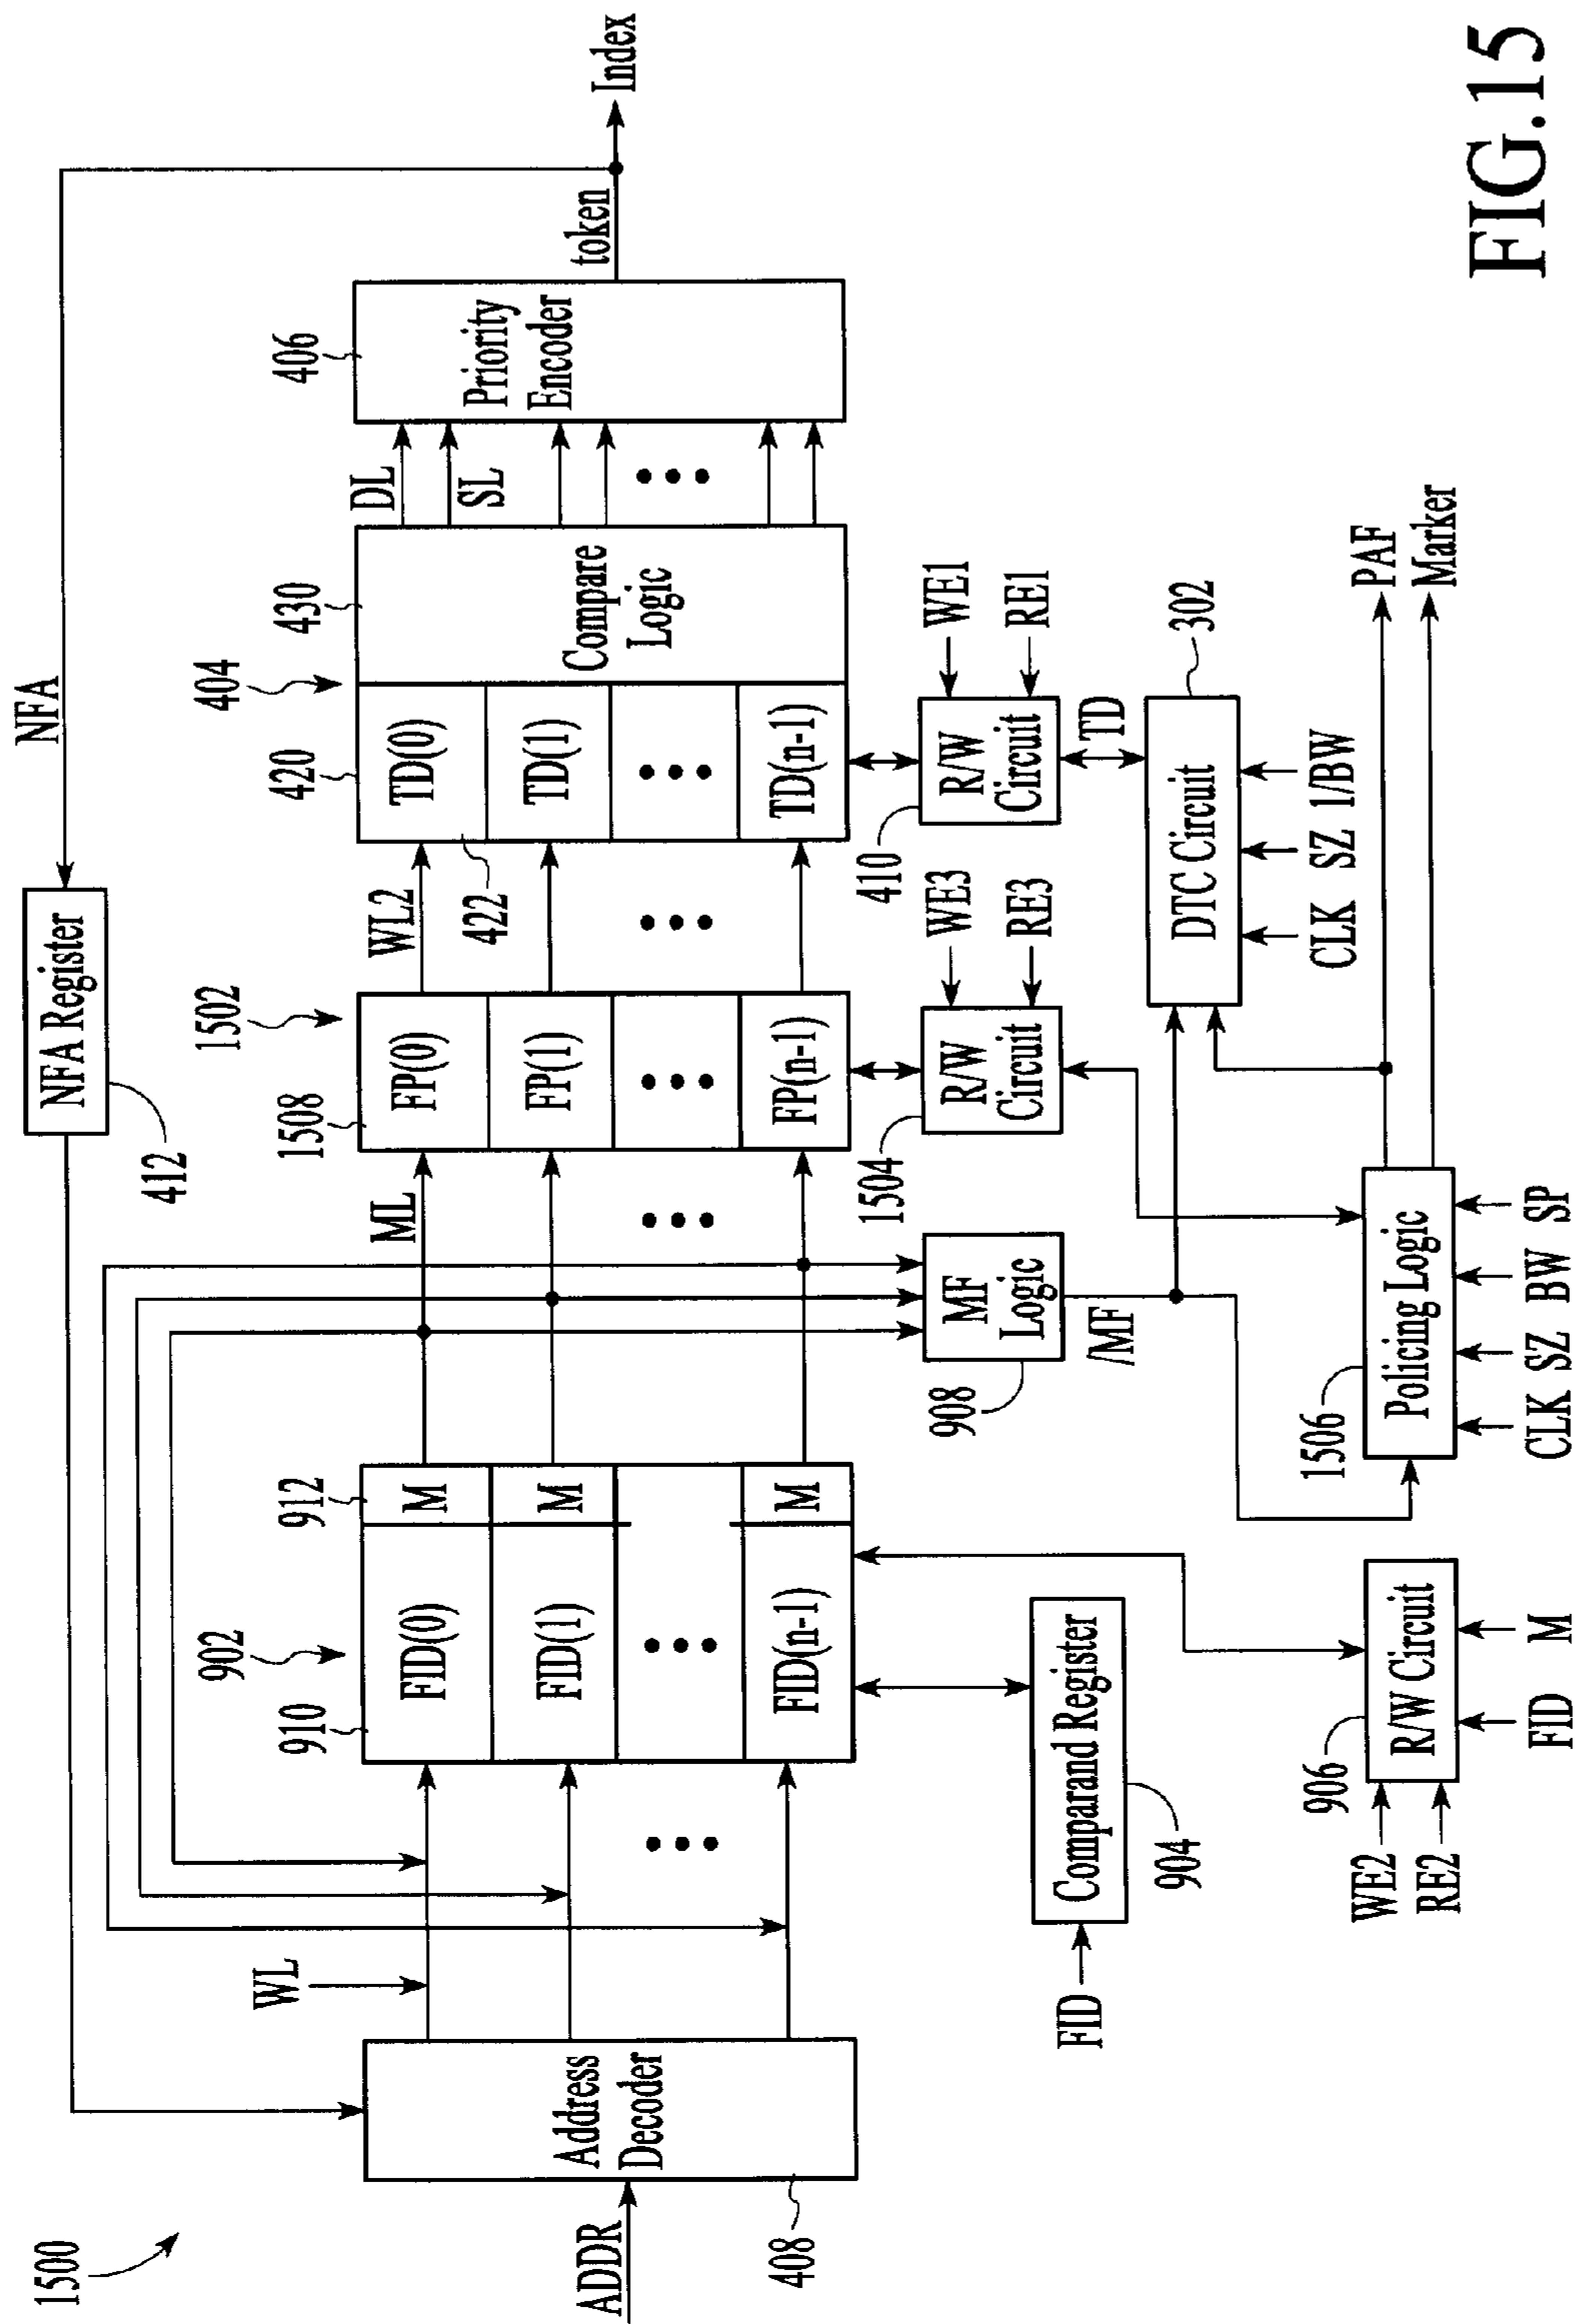 1500
NFA
NFA Register
412
ADDR
Address
Decoder
408
WL
902
910
912
FID(0)
M
FID(1)
M
FID(n-1)
M
ML
1502
1508
FP(0)
FP(1)
FP(n-1)
WL2
404
420
430
TD(0)
TD(1)
TD(n-1)
422
Compare
Logic
DL
SL
406
Priority
Encoder
token
Index
FID
Comparand Register
904
WE2
RE2
906
R/W Circuit
FID
M
MF
Logic
908
/MF
R/W
Circuit
1504
WE3
RE3
R/W
Circuit
410
WE1
RE1
TD
DTC Circuit
302
CLK
SZ
1/BW
1506
Policing Logic
CLK
SZ
BW
SP
PAF
Marker
FIG.15